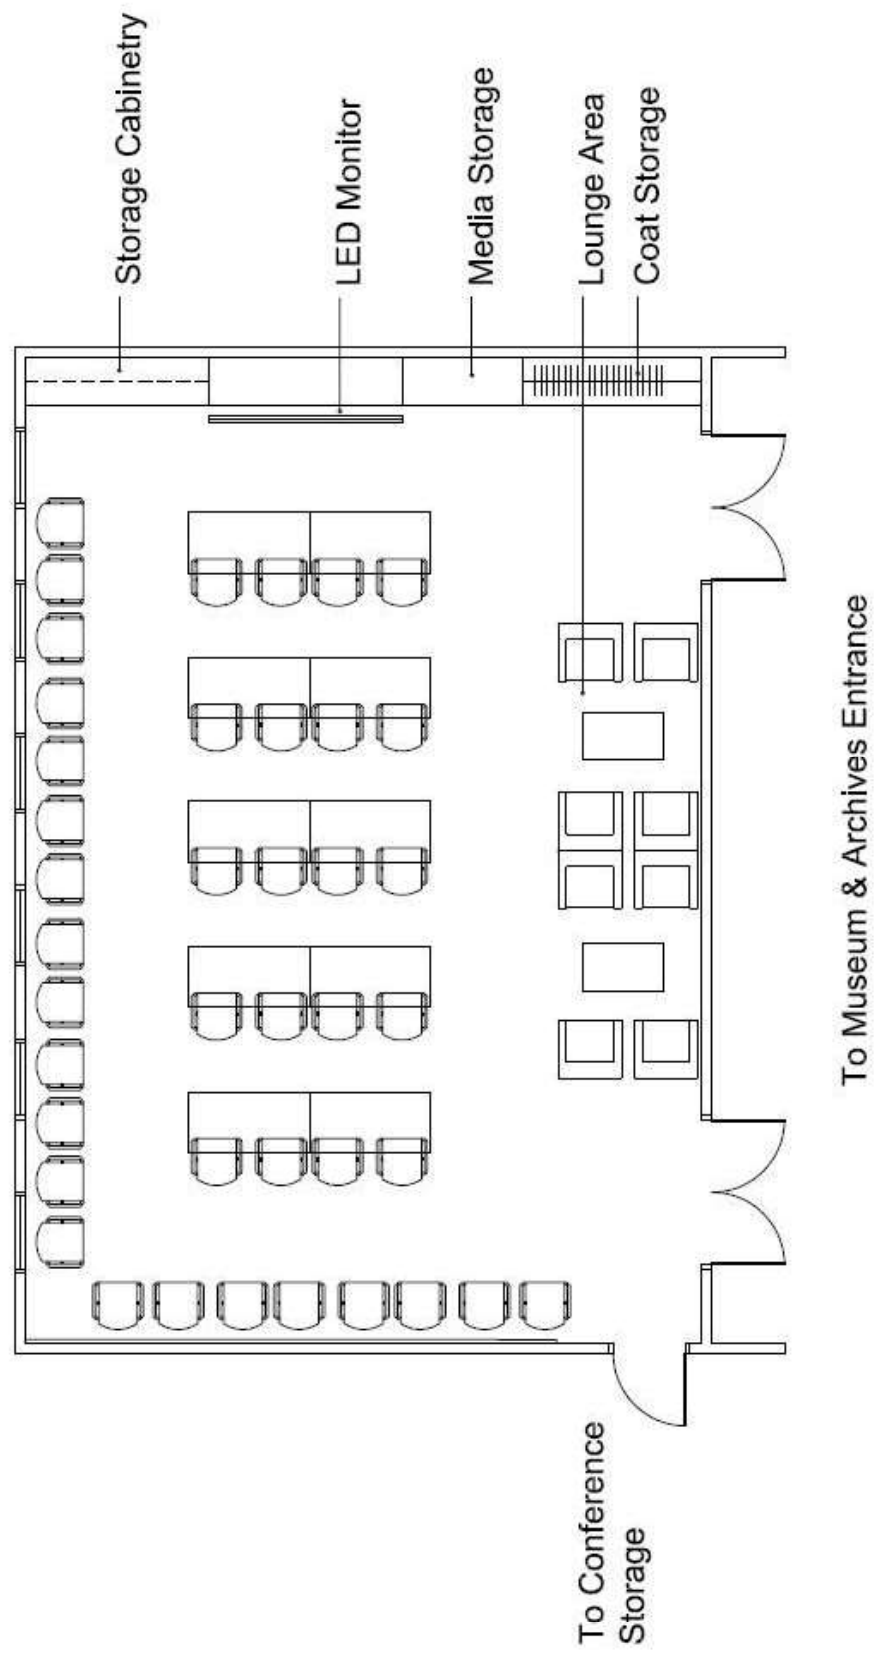 Storage Cabinetry
LED Monitor
Media Storage
Lounge Area
Coat Storage
To Museum & Archives Entrance
To Conference
Storage